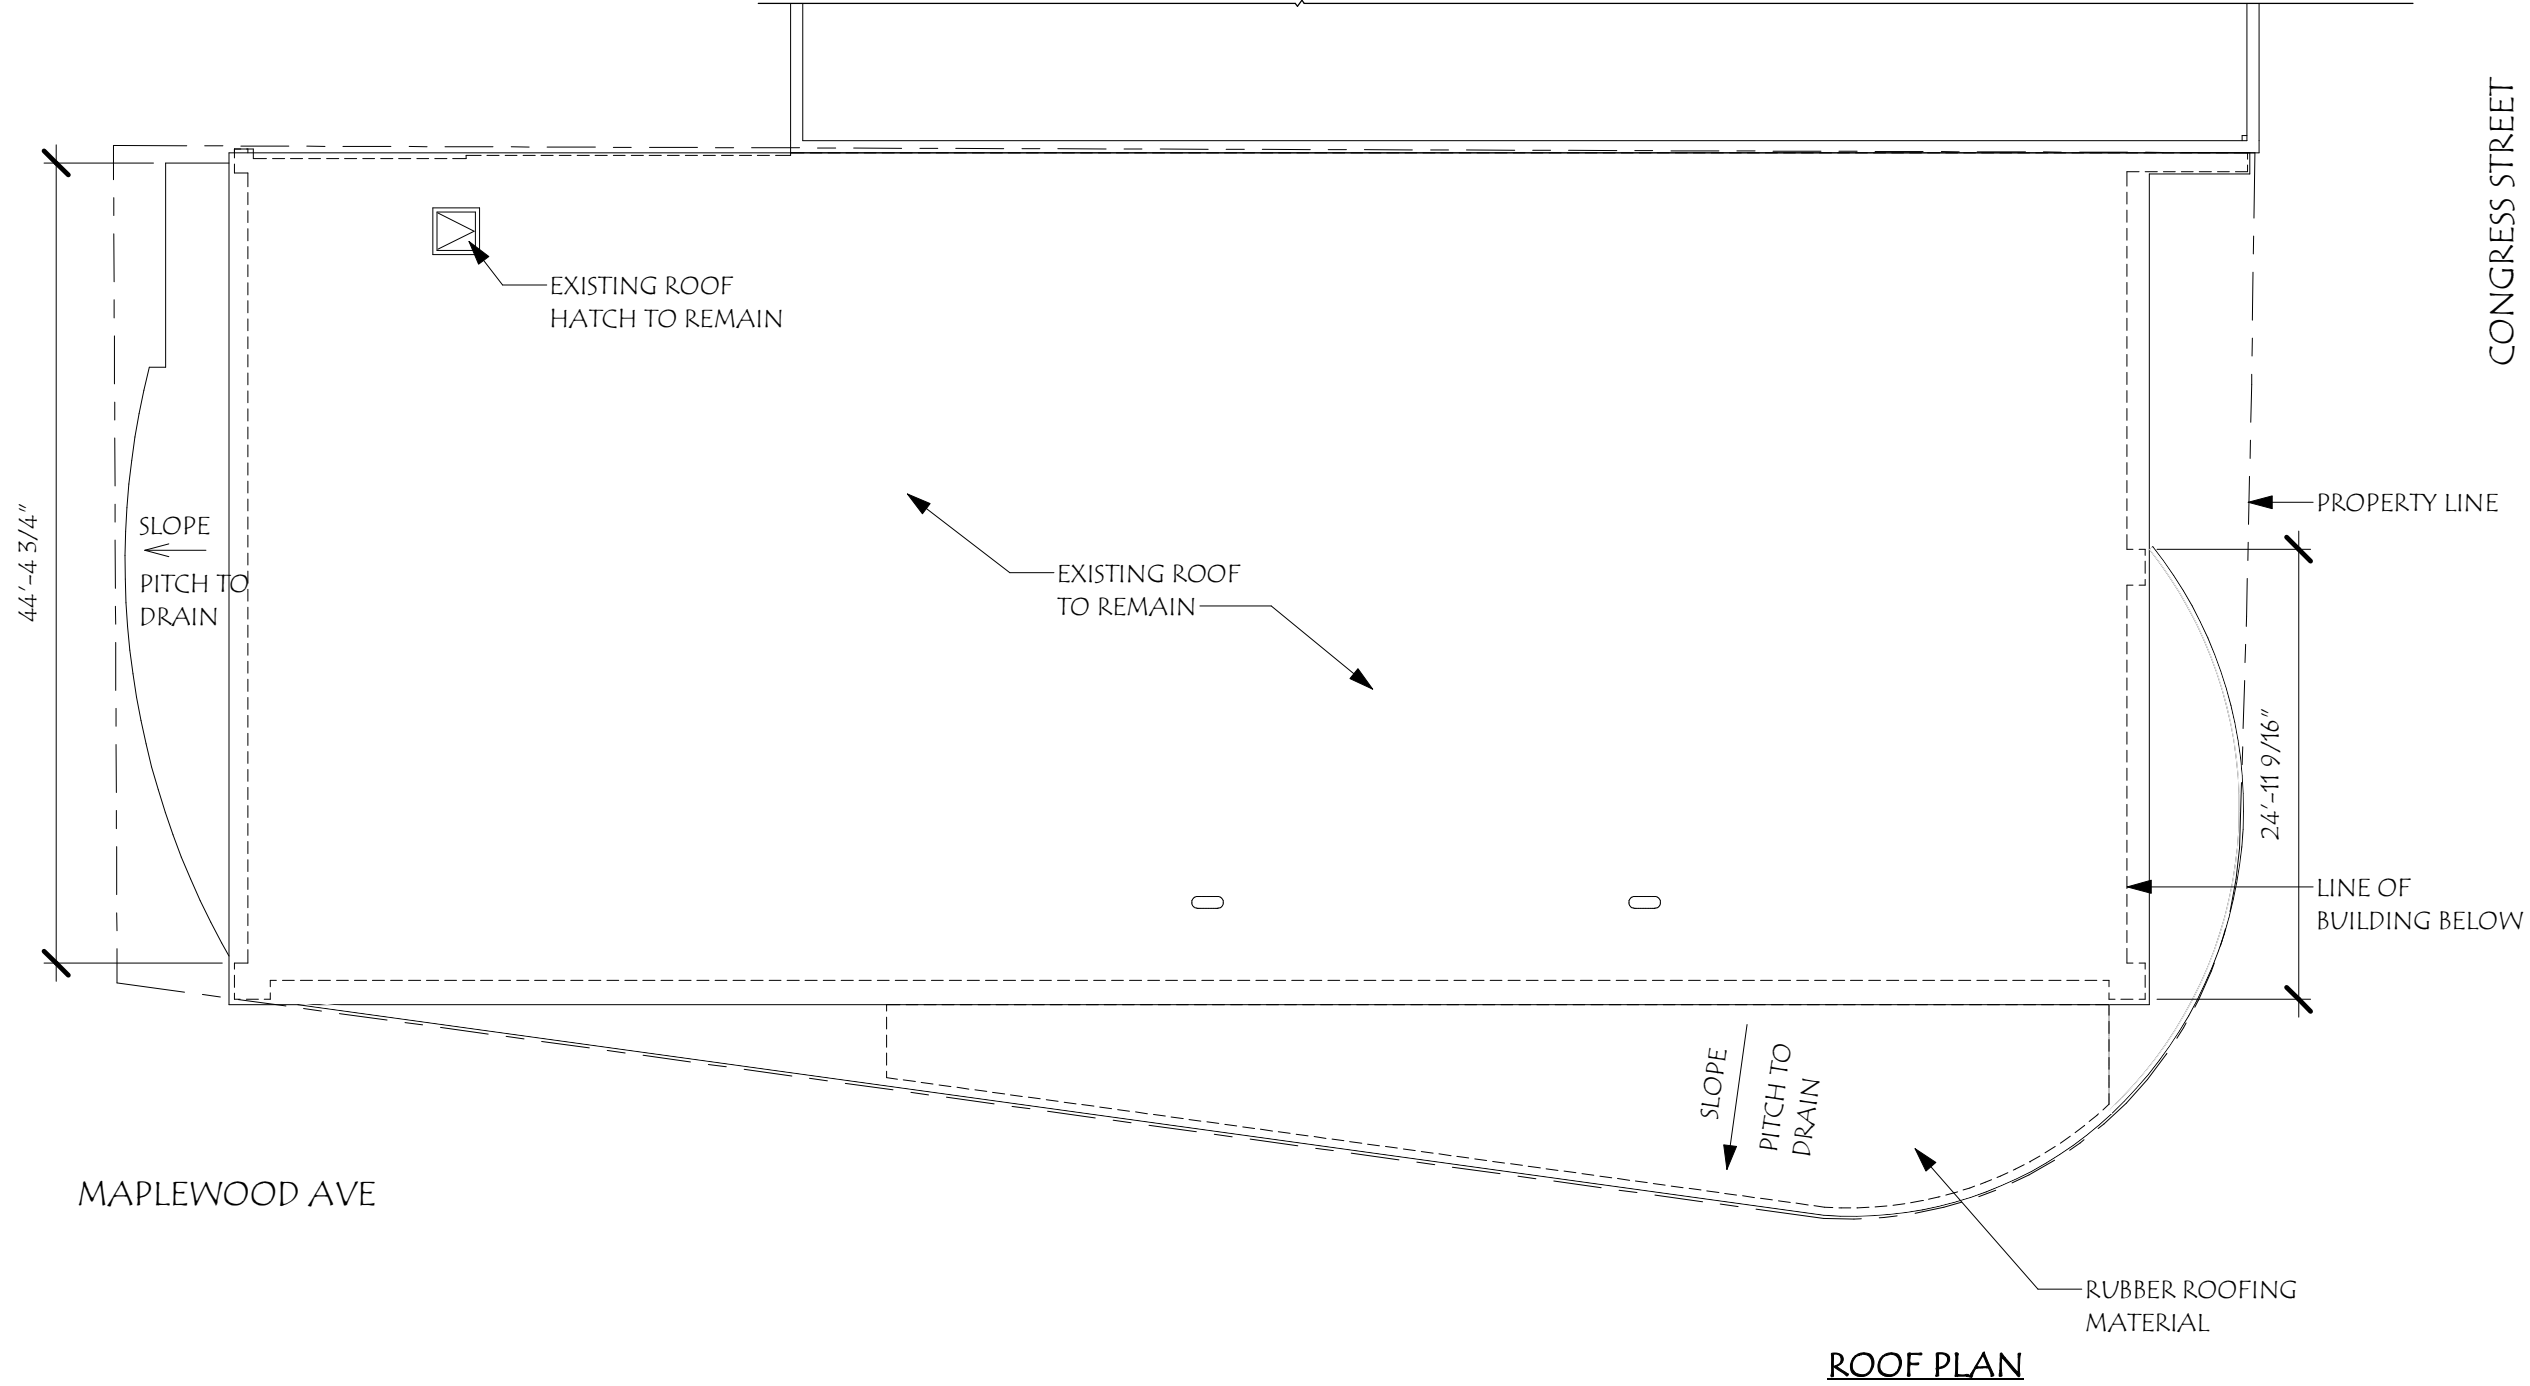 CONGRESS STREET
EXISTING ROOF
HATCH TO REMAIN
44'-4 3/4"
SLOPE
PITCH TO
DRAIN
EXISTING ROOF
TO REMAIN
PROPERTY LINE
24'-11 9/16"
LINE OF
BUILDING BELOW
SLOPE
PITCH TO
DRAIN
MAPLEWOOD AVE
RUBBER ROOFING
MATERIAL
ROOF PLAN